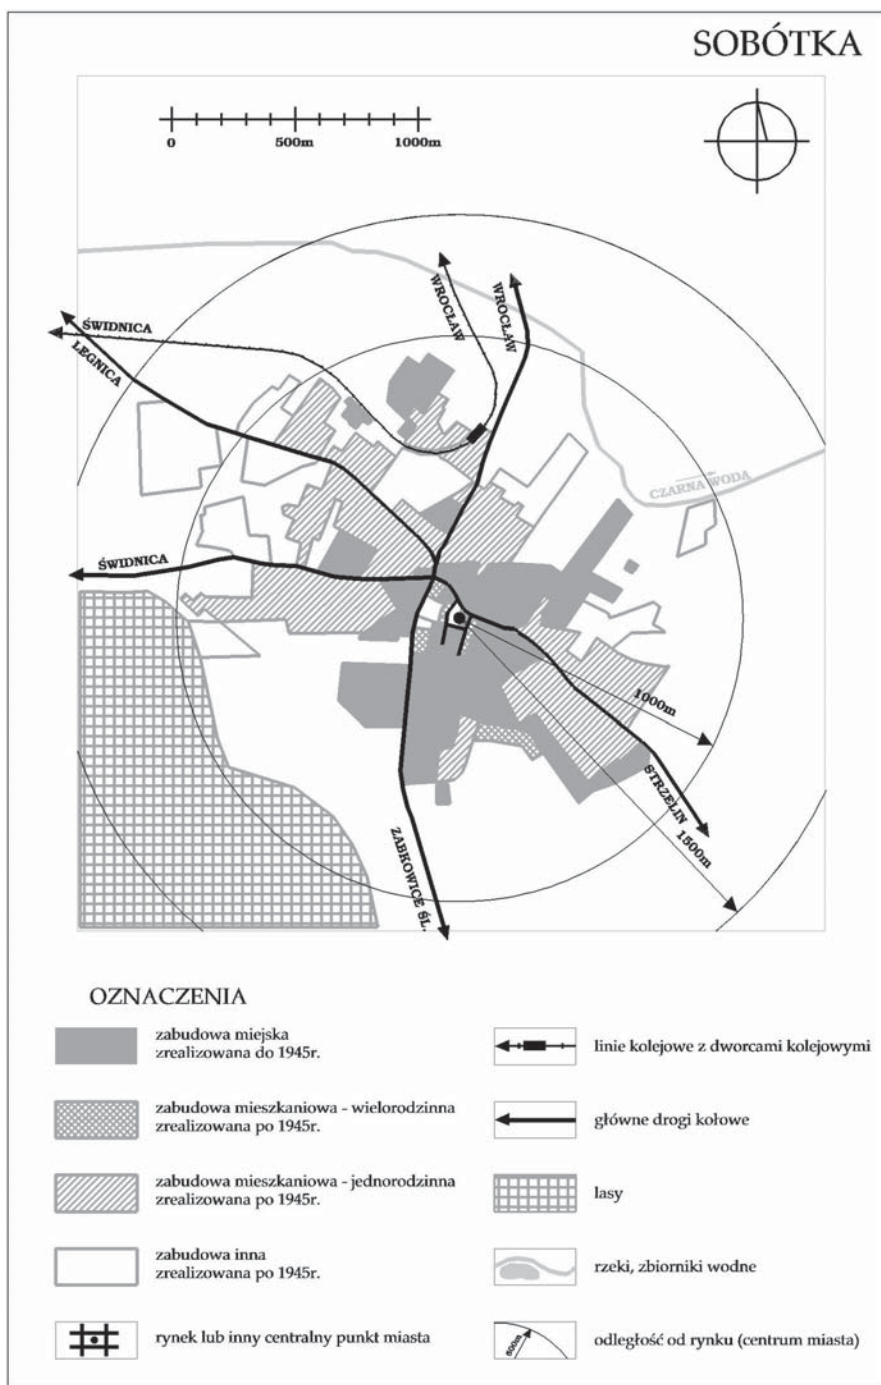 SOBÓTKA
0 500m 1000m
WROCŁAW
WROCŁAW
ŚWIDNICA
LEGNICA
CZARNA WODA
ŚWIDNICA
1000m
STRZELIN
1500m
ZĄBKOWICE ŚL.
OZNACZENIA
zabudowa miejska
zrealizowana do 1945r.
zabudowa mieszkaniowa - wielorodzinna
zrealizowana po 1945r.
zabudowa mieszkaniowa - jednorodzinna
zrealizowana po 1945r.
zabudowa inna
zrealizowana po 1945r.
rynek lub inny centralny punkt miasta
linie kolejowe z dworcami kolejowymi
główne drogi kołowe
lasy
rzeki, zbiorniki wodne
500m
odległość od rynku (centrum miasta)